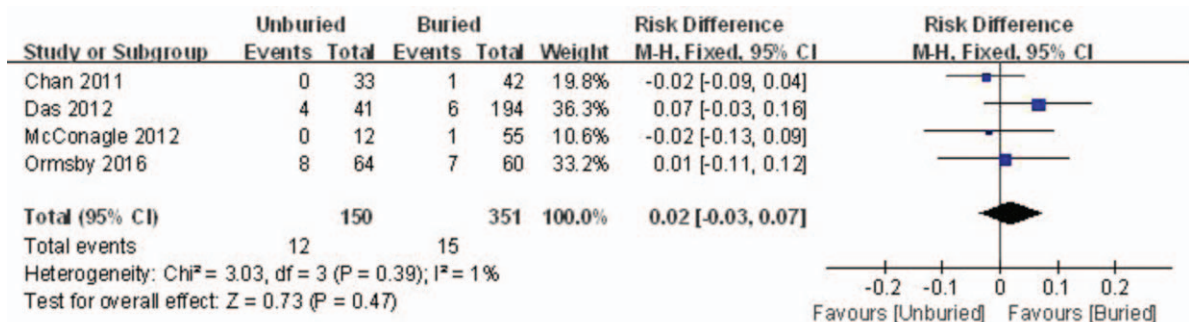 Unburied Buried Risk Difference Risk Difference
Study or Subgroup Events Total Events Total Weight M-H, Fixed, 95% CI M-H, Fixed, 95% CI
Chan 2011 0 33 1 42 19.8% -0.02 [-0.09, 0.04]
Das 2012 4 41 6 194 36.3% 0.07 [-0.03, 0.16]
McConagle 2012 0 12 1 55 10.6% -0.02 [-0.13, 0.09]
Ormsby 2016 8 64 7 60 33.2% 0.01 [-0.11, 0.12]
Total (95% CI) 150 351 100.0% 0.02 [-0.03, 0.07]
Total events 12 15
Heterogeneity: Chi² = 3.03, df = 3 (P = 0.39); I² = 1%
Test for overall effect: Z = 0.73 (P = 0.47)
-0.2 -0.1 0 0.1 0.2
Favours [Unburied] Favours [Buried]